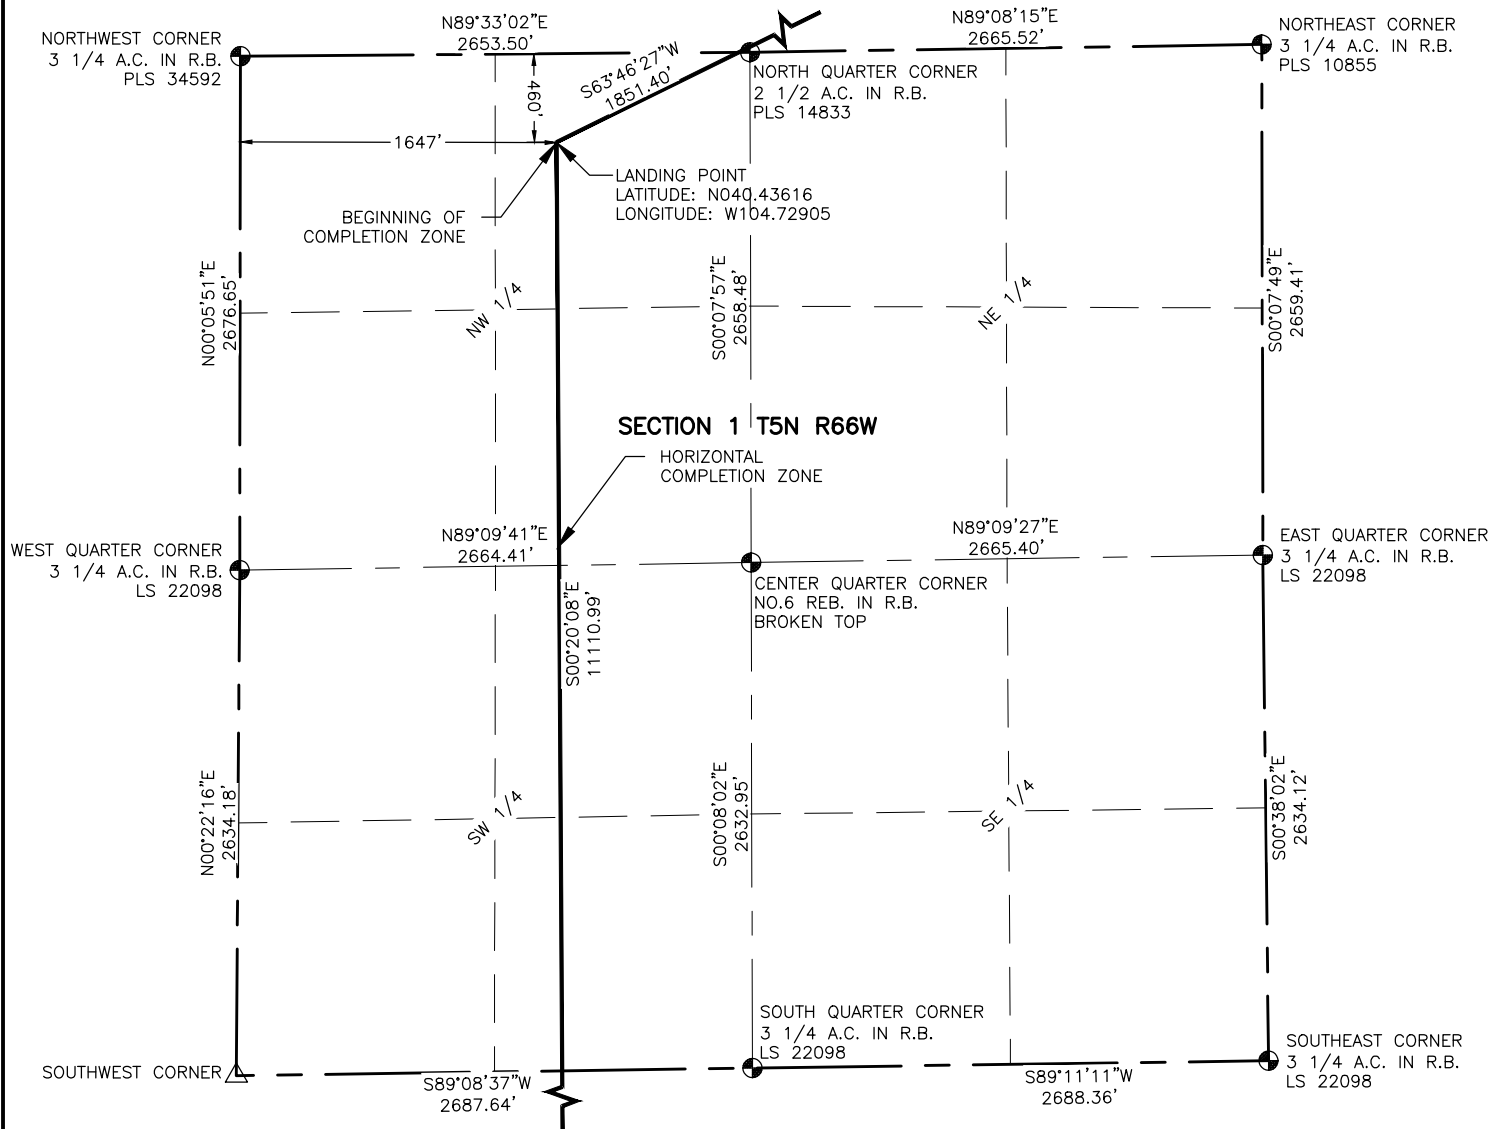 NORTHWEST CORNER
3 1/4 A.C. IN R.B.
PLS 34592
N89°33'02"E
2653.50'
N89°08'15"E
2665.52'
NORTHEAST CORNER
3 1/4 A.C. IN R.B.
PLS 10855
S63°46'27"W
1851.40'
460'
NORTH QUARTER CORNER
2 1/2 A.C. IN R.B.
PLS 14833
1647'
LANDING POINT
LATITUDE: N040.43616
LONGITUDE: W104.72905
BEGINNING OF
COMPLETION ZONE
N00°05'51"E
2676.65'
NW 1/4
S00°07'57"E
2658.48'
NE 1/4
S00°07'49"E
2659.41'
SECTION 1 T5N R66W
HORIZONTAL
COMPLETION ZONE
WEST QUARTER CORNER
3 1/4 A.C. IN R.B.
LS 22098
N89°09'41"E
2664.41'
N89°09'27"E
2665.40'
EAST QUARTER CORNER
3 1/4 A.C. IN R.B.
LS 22098
CENTER QUARTER CORNER
NO.6 REB. IN R.B.
BROKEN TOP
S00°20'08"E
11110.99'
N00°22'16"E
2634.18'
SW 1/4
S00°08'02"E
2632.95'
SE 1/4
S00°38'02"E
2634.12'
SOUTHWEST CORNER
S89°08'37"W
2687.64'
SOUTH QUARTER CORNER
3 1/4 A.C. IN R.B.
LS 22098
S89°11'11"W
2688.36'
SOUTHEAST CORNER
3 1/4 A.C. IN R.B.
LS 22098